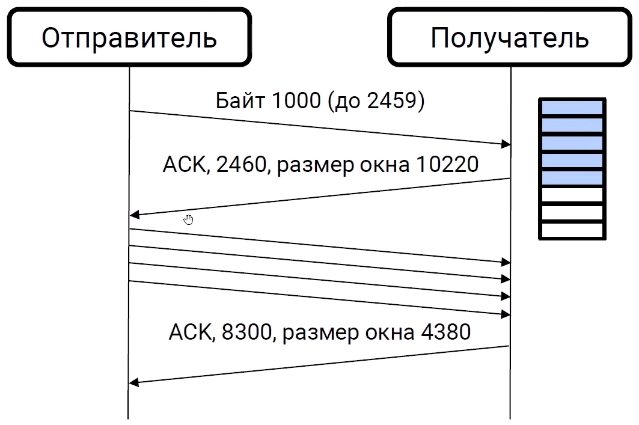 Отправитель
Получатель
Байт 1000 (до 2459)
ACK, 2460, размер окна 10220
ACK, 8300, размер окна 4380